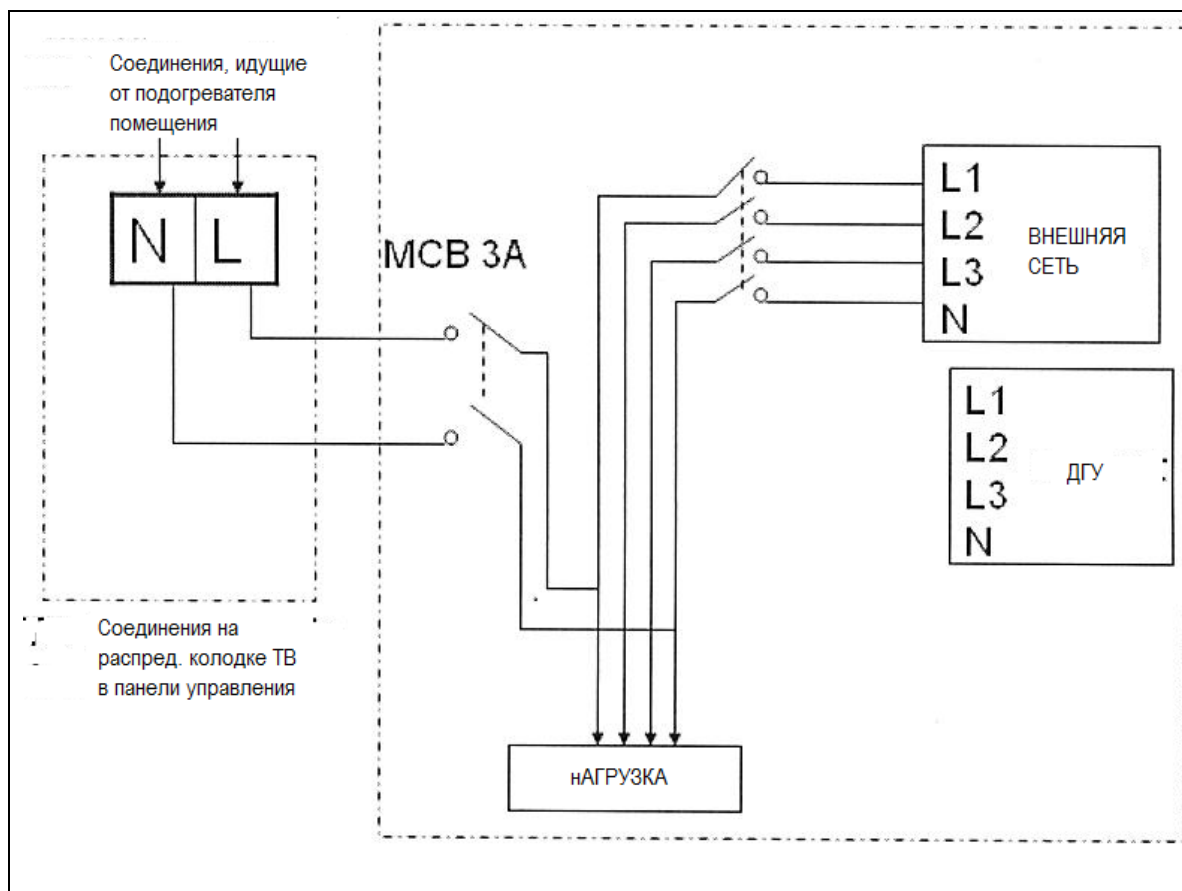 Соединения, идущие
от подогревателя
помещения
N L
MCB 3A
L1
L2
L3
N
ВНЕШНЯЯ
СЕТЬ
L1
L2
L3
N
ДГУ
Соединения на
распред. колодке ТВ
в панели управления
нАГРУЗКА